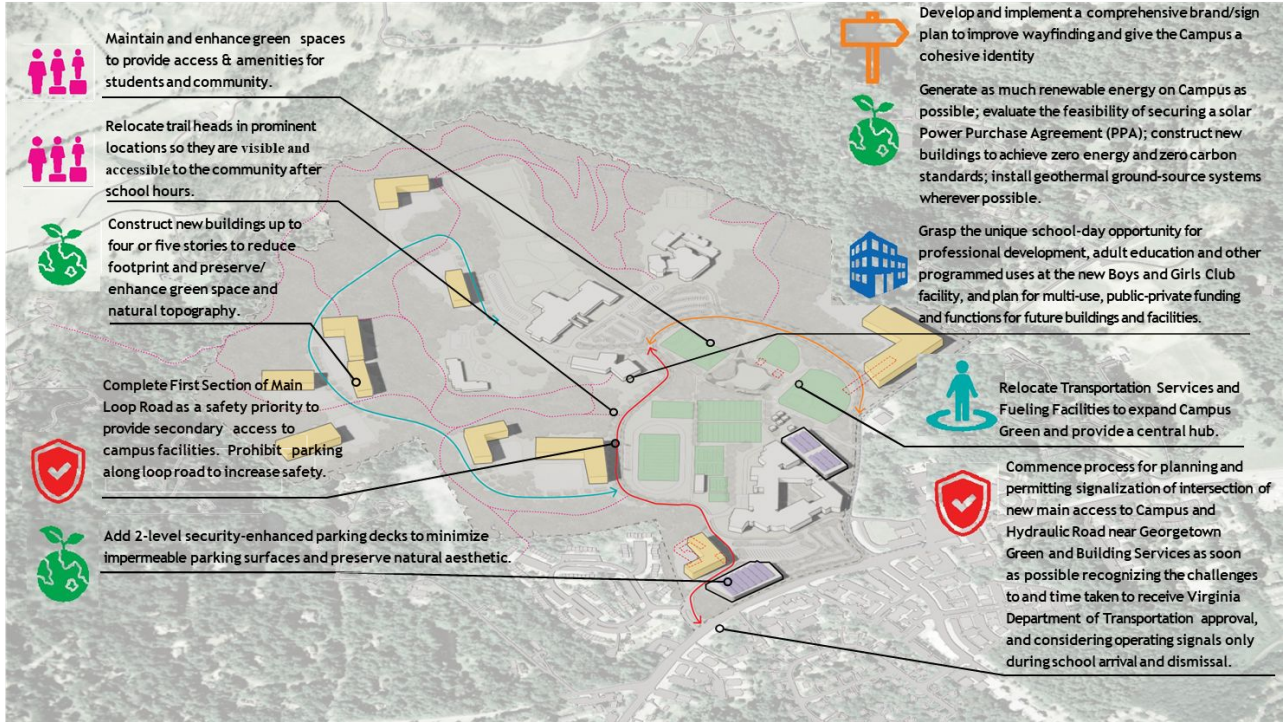 Maintain and enhance green spaces
to provide access & amenities for
students and community.
Relocate trail heads in prominent
locations so they are visible and
accessible to the community after
school hours.
Construct new buildings up to
four or five stories to reduce
footprint and preserve/
enhance green space and
natural topography.
Complete First Section of Main
Loop Road as a safety priority to
provide secondary access to
campus facilities. Prohibit parking
along loop road to increase safety.
Add 2-level security-enhanced parking decks to minimize
impermeable parking surfaces and preserve natural aesthetic.
Develop and implement a comprehensive brand/sign
plan to improve wayfinding and give the Campus a
cohesive identity
Generate as much renewable energy on Campus as
possible; evaluate the feasibility of securing a solar
Power Purchase Agreement (PPA); construct new
buildings to achieve zero energy and zero carbon
standards; install geothermal ground-source systems
wherever possible.
Grasp the unique school-day opportunity for
professional development, adult education and other
programmed uses at the new Boys and Girls Club
facility, and plan for multi-use, public-private funding
and functions for future buildings and facilities.
Relocate Transportation Services and
Fueling Facilities to expand Campus
Green and provide a central hub.
Commence process for planning and
permitting signalization of intersection of
new main access to Campus and
Hydraulic Road near Georgetown
Green and Building Services as soon
as possible recognizing the challenges
to and time taken to receive Virginia
Department of Transportation approval,
and considering operating signals only
during school arrival and dismissal.